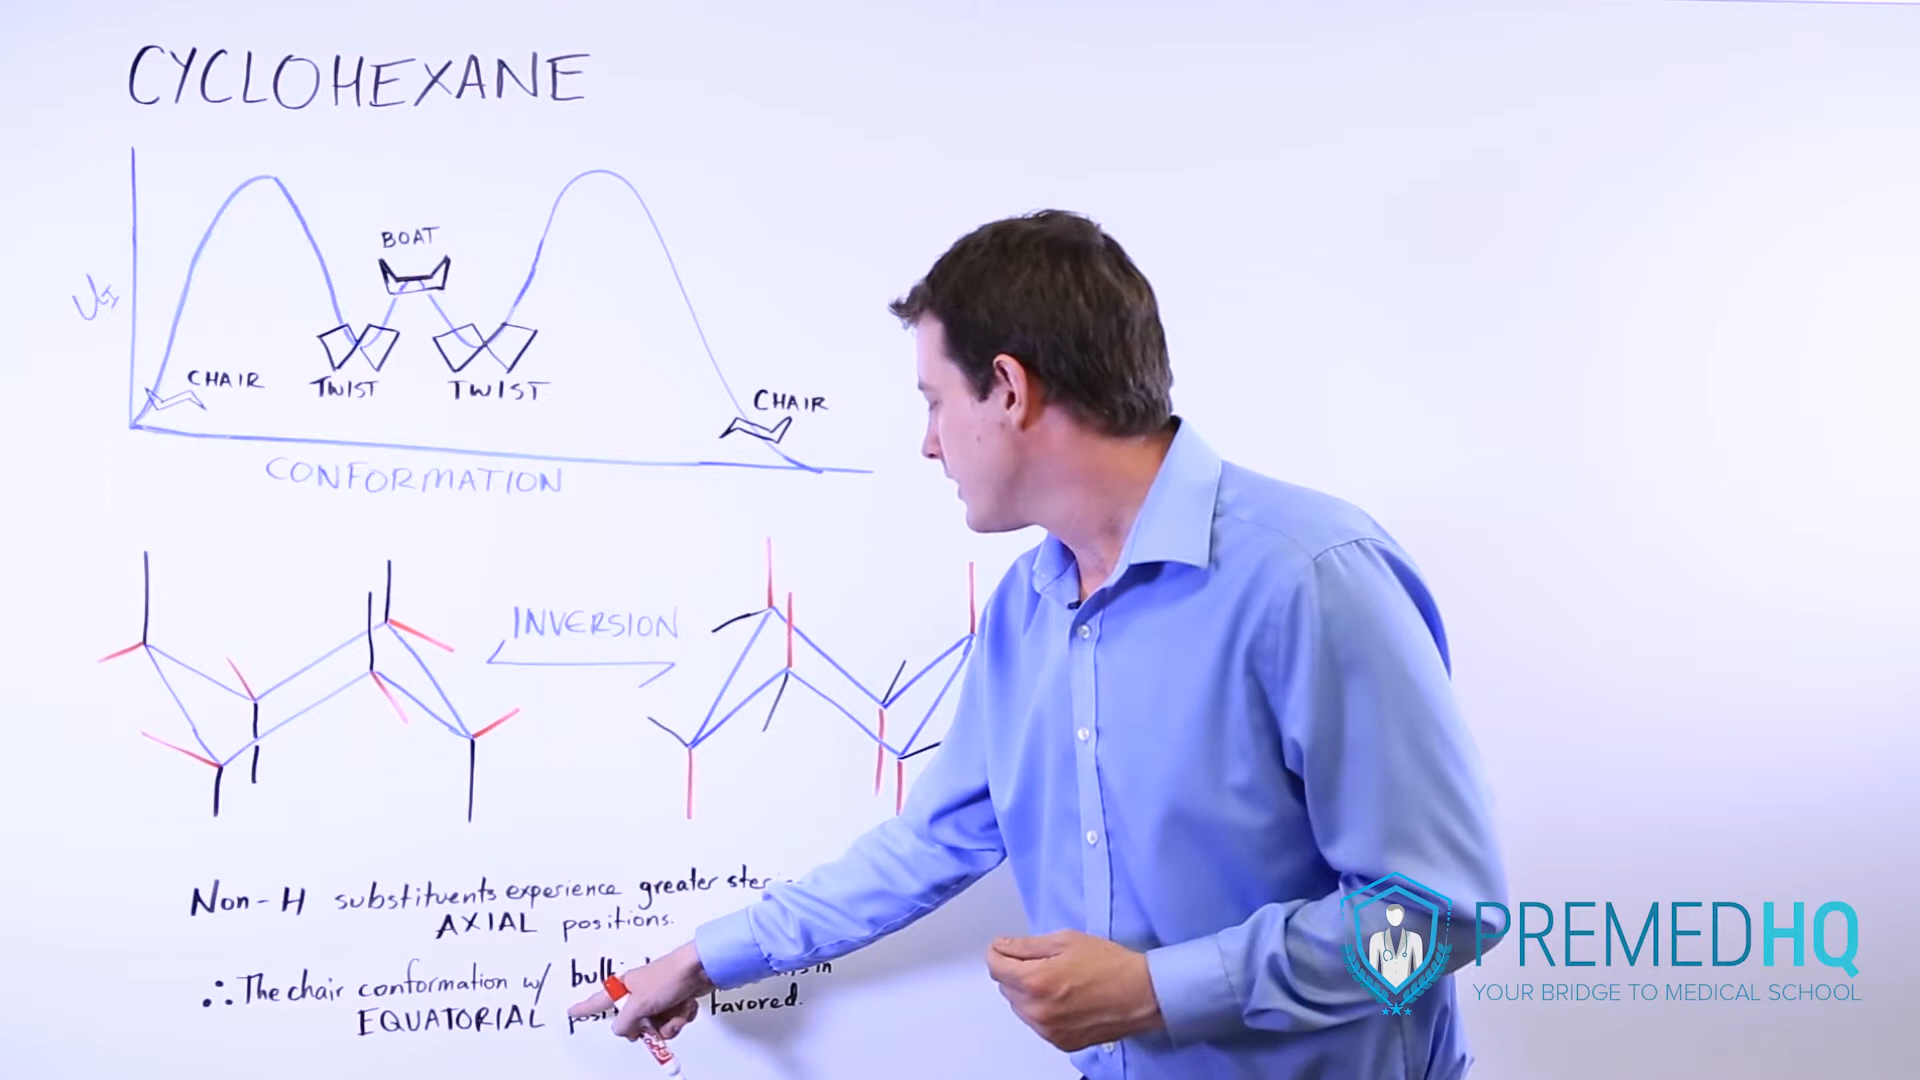 CYCLOHEXANE
BOAT
CHAIR
TWIST
TWIST
CHAIR
CONFORMATION
INVERSION
Non-H substituents experience greater
AXIAL positions.
∴ The chair conformation w/ in
EQUATORIAL favored.
PREMEDHQ
YOUR BRIDGE TO MEDICAL SCHOOL